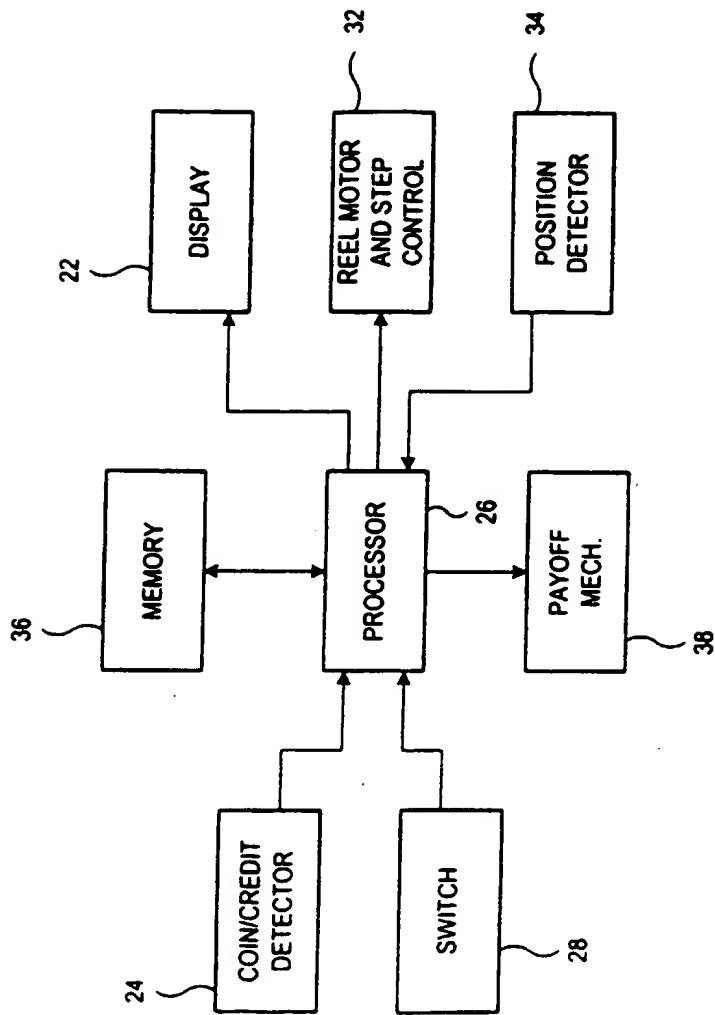 36
MEMORY
22
DISPLAY
24
COIN/CREDIT
DETECTOR
PROCESSOR
26
32
REEL MOTOR
AND STEP
CONTROL
28
SWITCH
38
PAYOFF
MECH.
34
POSITION
DETECTOR